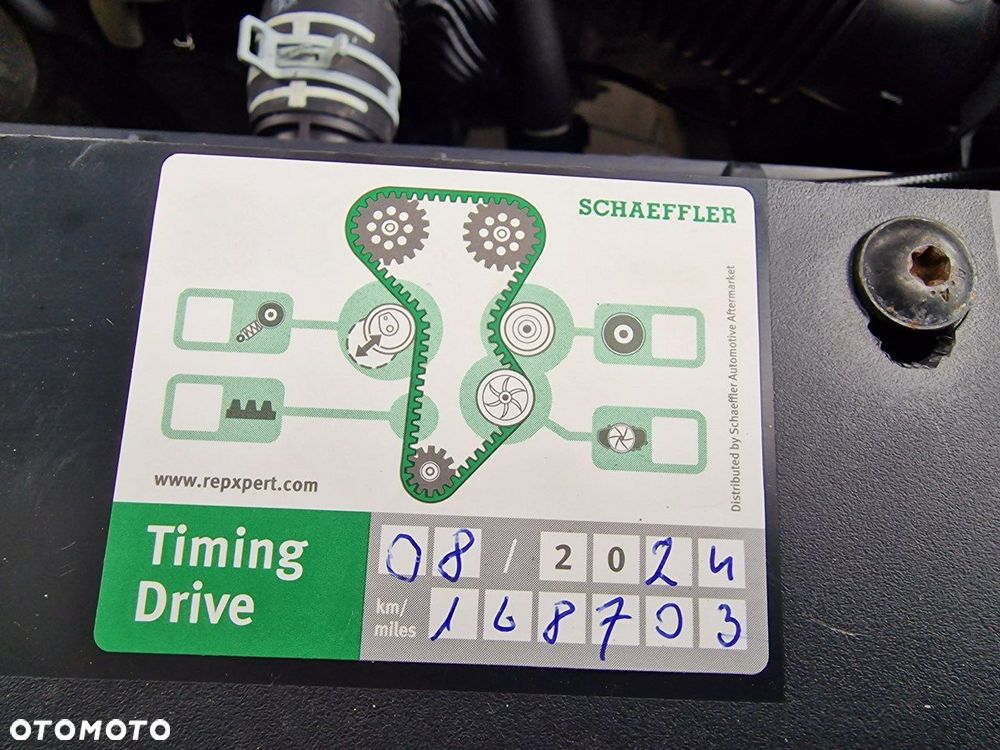 SCHAEFFLER
Distributed by Schaeffler Automotive Aftermarket
www.repxpert.com
Timing
Drive
08 / 2024
km/
miles
168703
OTOMOTO